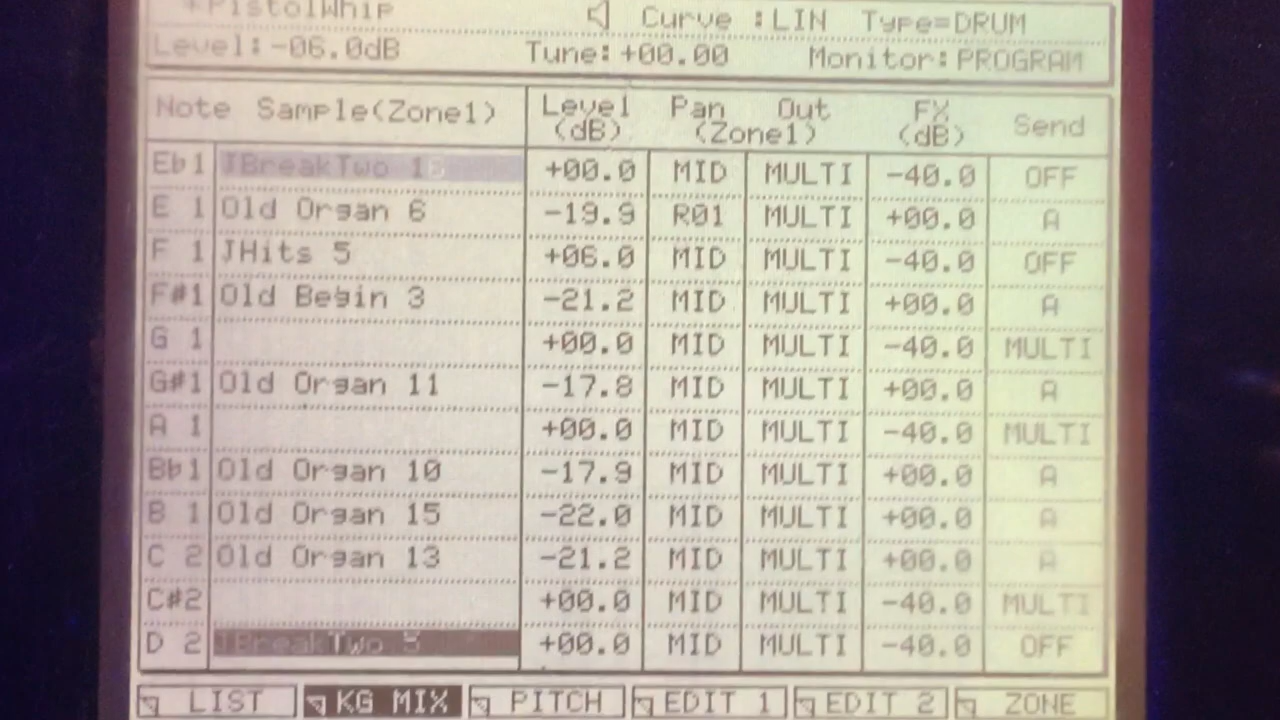 +PistolWhip Curve :LIN Type=DRUM
Level:-06.0dB Tune:+00.00 Monitor:PROGRAM
Note Sample(Zone1) Level (dB) Pan Out (Zone1) FX (dB) Send
Eb1 JBreakTwo +00.0 MID MULTI -40.0 OFF
E 1 Old Organ 6 -19.9 R01 MULTI +00.0 A
F 1 JHits 5 +06.0 MID MULTI -40.0 OFF
F#1 Old Begin 3 -21.2 MID MULTI +00.0 A
G 1 +00.0 MID MULTI -40.0 MULTI
G#1 Old Organ 11 -17.8 MID MULTI +00.0 A
A 1 +00.0 MID MULTI -40.0 MULTI
Bb1 Old Organ 10 -17.9 MID MULTI +00.0 A
B 1 Old Organ 15 -22.0 MID MULTI +00.0 A
C 2 Old Organ 13 -21.2 MID MULTI +00.0 A
C#2 +00.0 MID MULTI -40.0 MULTI
D 2 JBreakTwo 5 +00.0 MID MULTI -40.0 OFF
LIST KG MIX PITCH EDIT 1 EDIT 2 ZONE